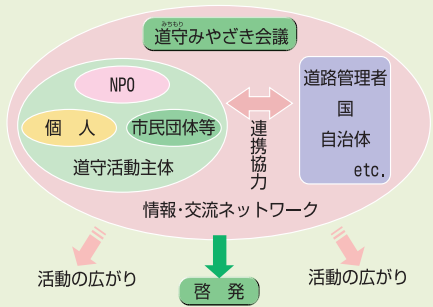 みちもり
道守みやざき会議
NPO
個 人
市民団体等
道守活動主体
連携協力
道路管理者
国
自治体
etc.
情報・交流ネットワーク
活動の広がり
啓 発
活動の広がり